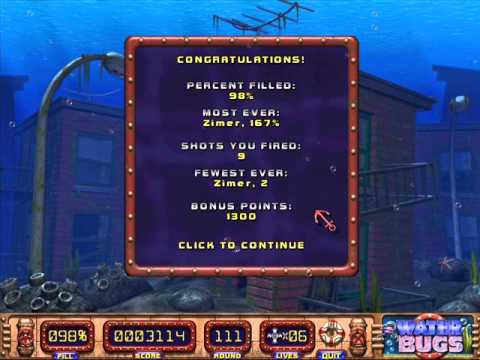 CONGRATULATIONS!
PERCENT FILLED:
98%
MOST EVER:
Zimer, 167%
SHOTS YOU FIRED:
9
FEWEST EVER:
Zimer, 2
BONUS POINTS:
1300
CLICK TO CONTINUE
098% 0003114 111 x06 WATER BUGS
FILL SCORE ROUND LIVES QUIT